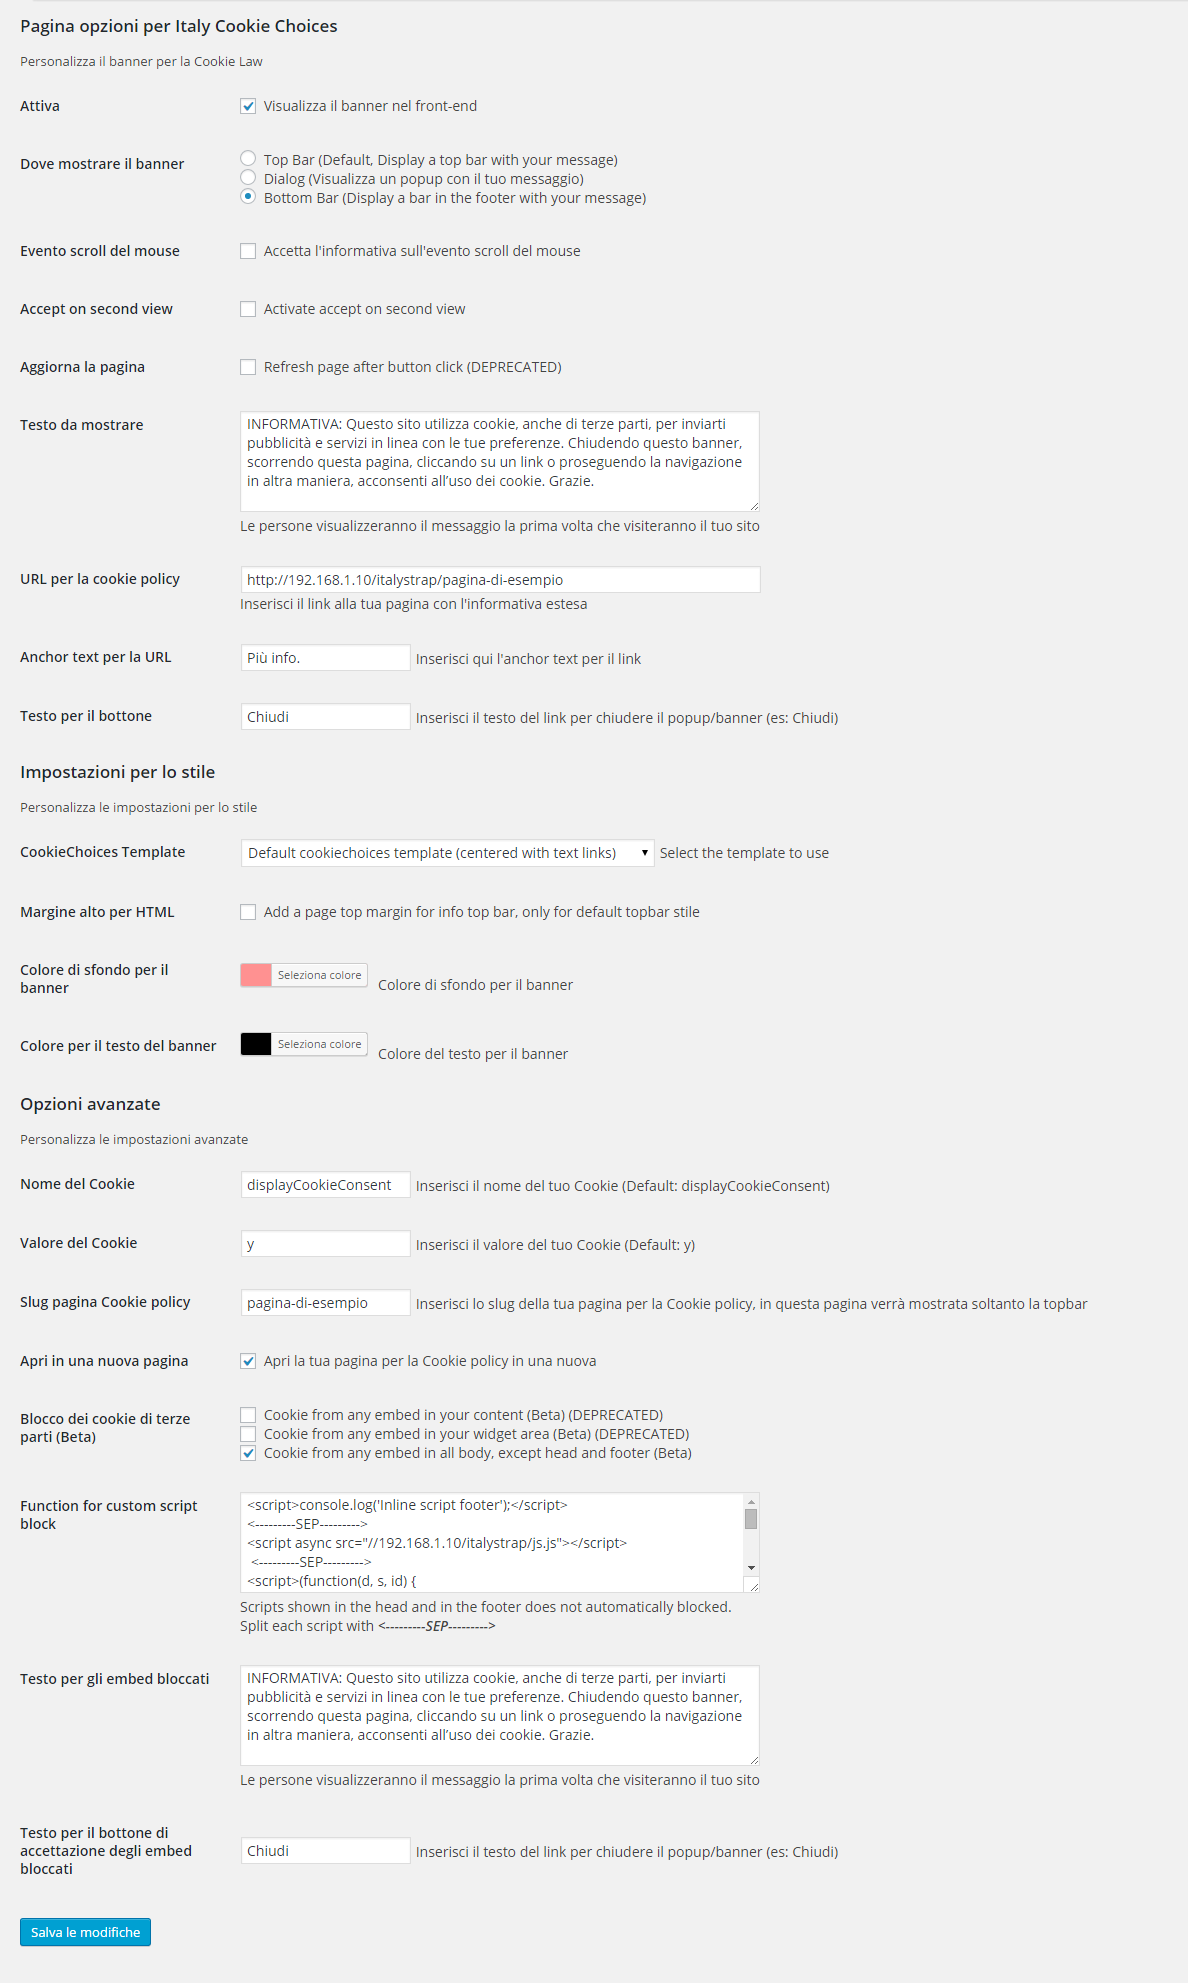 Pagina opzioni per Italy Cookie Choices
Personalizza il banner per la Cookie Law
Attiva
Visualizza il banner nel front-end
Dove mostrare il banner
Top Bar (Default, Display a top bar with your message)
Dialog (Visualizza un popup con il tuo messaggio)
Bottom Bar (Display a bar in the footer with your message)
Evento scroll del mouse
Accetta l'informativa sull'evento scroll del mouse
Accept on second view
Activate accept on second view
Aggiorna la pagina
Refresh page after button click (DEPRECATED)
Testo da mostrare
INFORMATIVA: Questo sito utilizza cookie, anche di terze parti, per inviarti
pubblicità e servizi in linea con le tue preferenze. Chiudendo questo banner,
scorrendo questa pagina, cliccando su un link o proseguendo la navigazione
in altra maniera, acconsenti all’uso dei cookie. Grazie.
Le persone visualizzeranno il messaggio la prima volta che visiteranno il tuo sito
URL per la cookie policy
http://192.168.1.10/italystrap/pagina-di-esempio
Inserisci il link alla tua pagina con l'informativa estesa
Anchor text per la URL
Più info.
Inserisci qui l'anchor text per il link
Testo per il bottone
Chiudi
Inserisci il testo del link per chiudere il popup/banner (es: Chiudi)
Impostazioni per lo stile
Personalizza le impostazioni per lo stile
CookieChoices Template
Default cookiechoices template (centered with text links)
Select the template to use
Margine alto per HTML
Add a page top margin for info top bar, only for default topbar stile
Colore di sfondo per il
banner
Seleziona colore
Colore di sfondo per il banner
Colore per il testo del banner
Seleziona colore
Colore del testo per il banner
Opzioni avanzate
Personalizza le impostazioni avanzate
Nome del Cookie
displayCookieConsent
Inserisci il nome del tuo Cookie (Default: displayCookieConsent)
Valore del Cookie
y
Inserisci il valore del tuo Cookie (Default: y)
Slug pagina Cookie policy
pagina-di-esempio
Inserisci lo slug della tua pagina per la Cookie policy, in questa pagina verrà mostrata soltanto la topbar
Apri in una nuova pagina
Apri la tua pagina per la Cookie policy in una nuova
Blocco dei cookie di terze
parti (Beta)
Cookie from any embed in your content (Beta) (DEPRECATED)
Cookie from any embed in your widget area (Beta) (DEPRECATED)
Cookie from any embed in all body, except head and footer (Beta)
Function for custom script
block
<script>console.log('Inline script footer');</script>
<---------SEP--------->
<script async src="//192.168.1.10/italystrap/js.js"></script>
<---------SEP--------->
<script>(function(d, s, id) {
Scripts shown in the head and in the footer does not automatically blocked.
Split each script with <---------SEP--------->
Testo per gli embed bloccati
INFORMATIVA: Questo sito utilizza cookie, anche di terze parti, per inviarti
pubblicità e servizi in linea con le tue preferenze. Chiudendo questo banner,
scorrendo questa pagina, cliccando su un link o proseguendo la navigazione
in altra maniera, acconsenti all’uso dei cookie. Grazie.
Le persone visualizzeranno il messaggio la prima volta che visiteranno il tuo sito
Testo per il bottone di
accettazione degli embed
bloccati
Chiudi
Inserisci il testo del link per chiudere il popup/banner (es: Chiudi)
Salva le modifiche